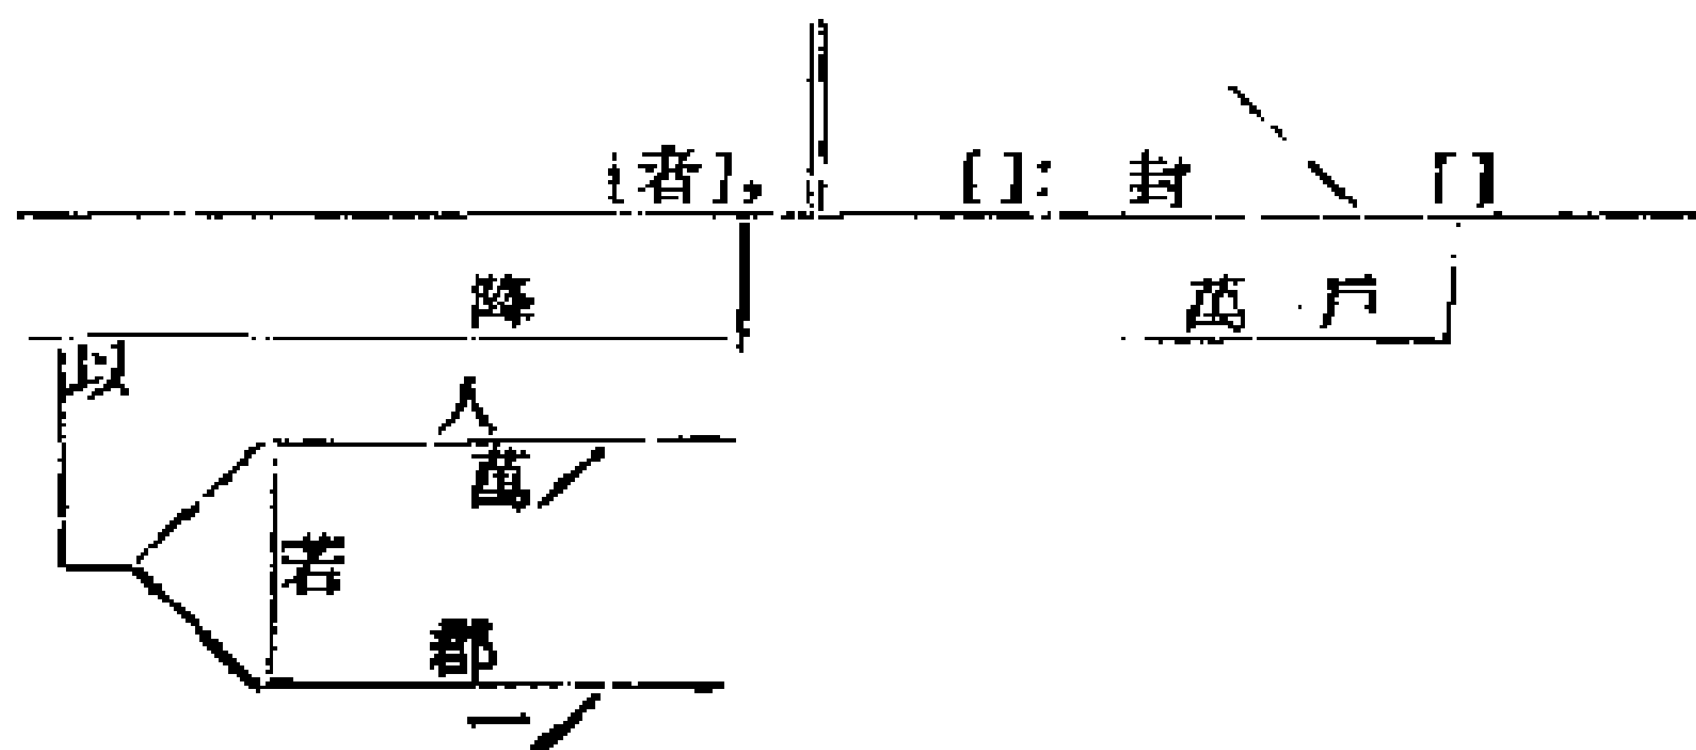 [者], []: 封 []
降 萬 戶
以
人
萬
若
郡
一